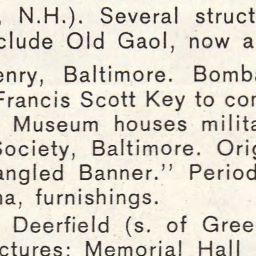 , N.H.). Several struct
clude Old Gaol, now a
enry, Baltimore. Bomba
Francis Scott Key to con
. Museum houses milita
Society, Baltimore. Orig
angled Banner.” Period
na, furnishings.
Deerfield (s. of Gree
ctures: Memorial Hall